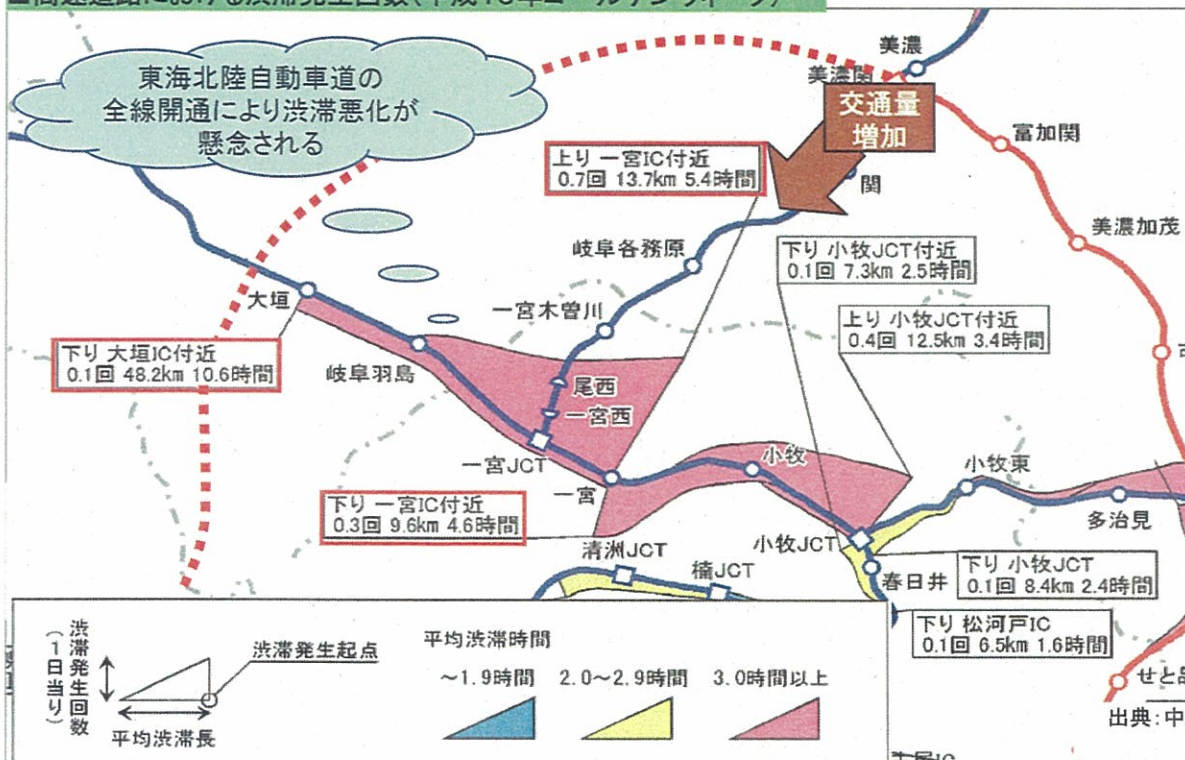 東海北陸自動車道の
全線開通により渋滞悪化が
懸念される
美濃
美濃関
交通量
増加
富加関
関
美濃加茂
上り 一宮IC付近
0.7回 13.7km 5.4時間
岐阜各務原
下り 小牧JCT付近
0.1回 7.3km 2.5時間
大垣
一宮木曽川
上り 小牧JCT付近
0.4回 12.5km 3.4時間
下り 大垣IC付近
0.1回 48.2km 10.6時間
岐阜羽島
尾西
一宮西
一宮JCT
小牧
小牧東
一宮
下り 一宮IC付近
0.3回 9.6km 4.6時間
多治見
清洲JCT
小牧JCT
楠JCT
春日井
下り 小牧JCT
0.1回 8.4km 2.4時間
下り 松河戸IC
0.1回 6.5km 1.6時間
せと品
出典:中
渋滞発生回数
(1日当り)
渋滞発生起点
平均渋滞長
平均渋滞時間
~1.9時間 2.0~2.9時間 3.0時間以上